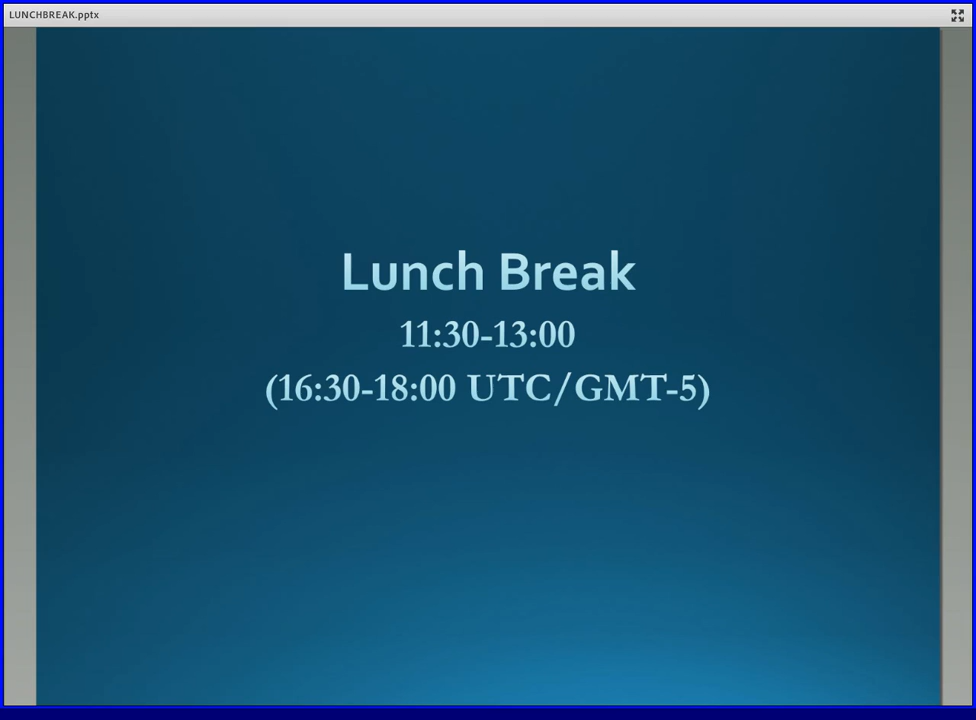 LUNCHBREAK.pptx
Lunch Break
11:30-13:00
(16:30-18:00 UTC/GMT-5)